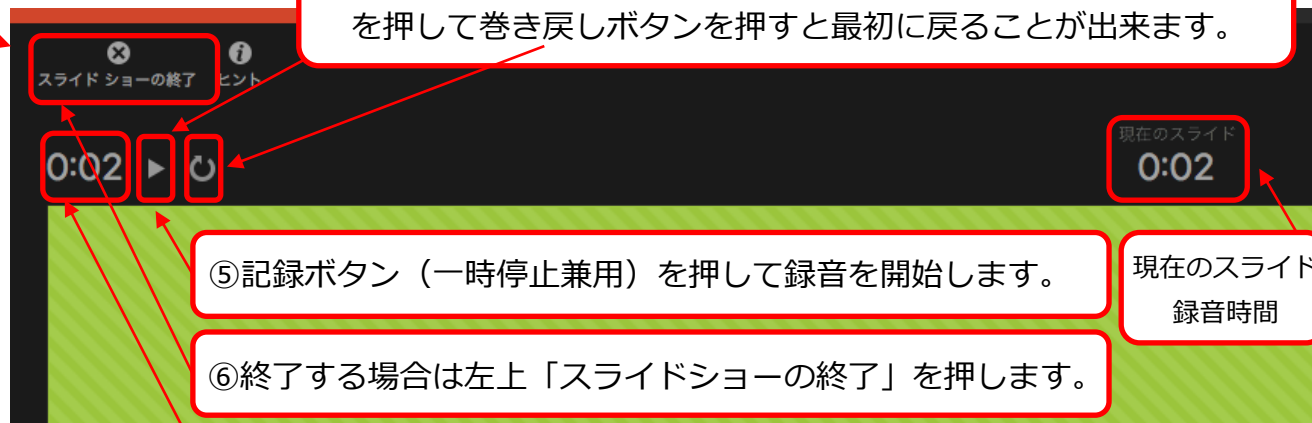 を押して巻き戻しボタンを押すと最初に戻ることが出来ます。
スライド ショーの終了 ヒント
現在のスライド
0:02
0:02
⑤記録ボタン（一時停止兼用）を押して録音を開始します。
現在のスライド
録音時間
⑥終了する場合は左上「スライドショーの終了」を押します。